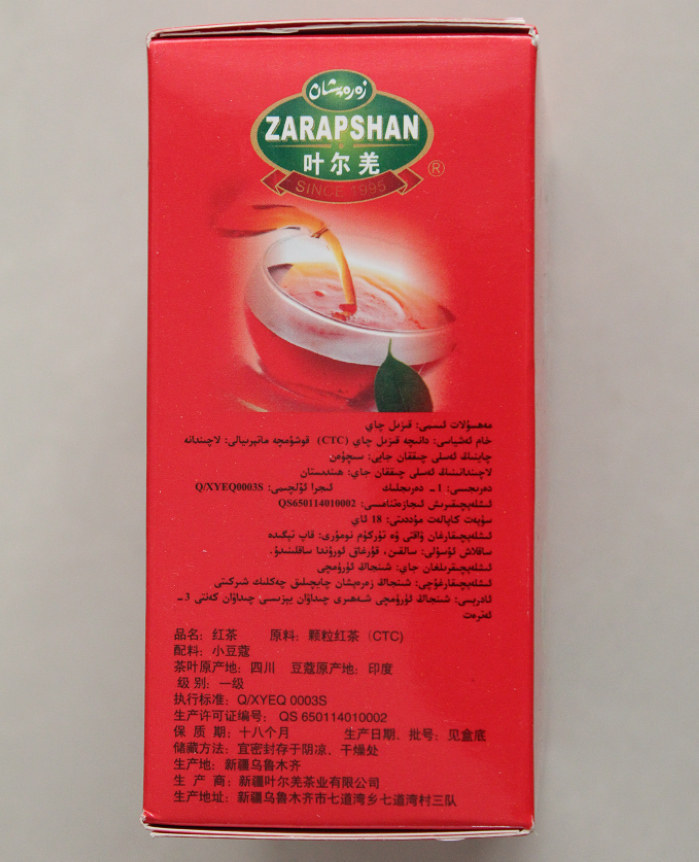 زەرەپشان
ZARAPSHAN
叶尔羌
®
SINCE 1995
مەھسۇلات ئىسمى: قىزىل چاي
خام ئەشياسى: دانچە قىزىل چاي (CTC) قوشۇمچە ماتېرىيالى: لاچىندانە
چاينىڭ ئەسلى چىققان جايى: سىچۈەن
لاچىنداننىڭ ئەسلى چىققان جاي: ھىندىستان
دەرىجىسى: 1ـ دەرىجىلىك ئىجرا ئۆلچىمى: Q/XYEQ0003S
ئىشلەپچىقىرىش ئىجازەتنامىسى: QS650114010002
سۈپەت كاپالەت مۇددىتى: 18 ئاي
ئىشلەپچىقارغان ۋاقتى ۋە تۈركۈم نومۇرى: قاپ تېگىدە
ساقلاش ئۇسۇلى: سالقىن، قۇرغاق ئورۇندا ساقلىنىدۇ.
ئىشلەپچىقىرىلغان جاي: شىنجاڭ ئۈرۈمچى
ئىشلەپچىقارغۇچى: شىنجاڭ زەرەپشان چايچىلىق چەكلىك شىركىتى
ئادرېسى: شىنجاڭ ئۈرۈمچى شەھىرى چىداۋان يېزىسى چىداۋان كەنتى 3ـ
ئەترەت
品名：红茶 原料：颗粒红茶（CTC)
配料：小豆蔻
茶叶原产地：四川 豆蔻原产地：印度
级 别：一级
执行标准：Q/XYEQ 0003S
生产许可证编号： QS 650114010002
保 质 期：十八个月 生产日期、批号：见盒底
储藏方法：宜密封存于阴凉、干燥处
生产地：新疆乌鲁木齐
生 产 商：新疆叶尔羌茶业有限公司
生产地址：新疆乌鲁木齐市七道湾乡七道湾村三队